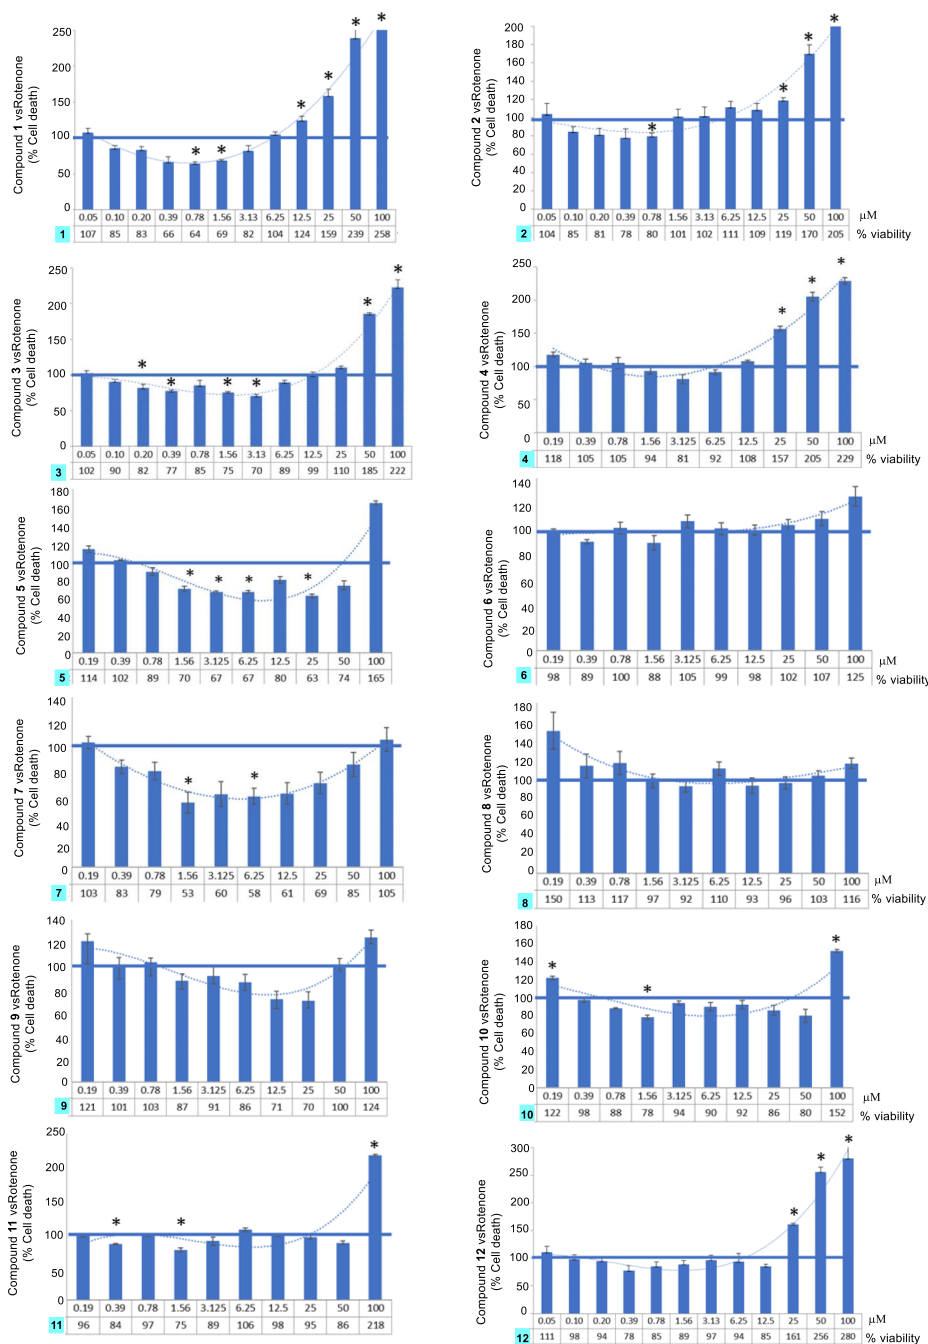 Compound 1 vsRotenone
(% Cell death)
250
200
150
100
50
0
* * * * * *
0.05 0.10 0.20 0.39 0.78 1.56 3.13 6.25 12.5 25 50 100
1 107 85 83 66 64 69 82 104 124 159 239 258
Compound 2 vsRotenone
(% Cell death)
200
180
160
140
120
100
80
60
40
20
0
* * * *
0.05 0.10 0.20 0.39 0.78 1.56 3.13 6.25 12.5 25 50 100 µM
2 104 85 81 78 80 101 102 111 109 119 170 205 % viability
Compound 3 vsRotenone
(% Cell death)
250
200
150
100
50
0
* * * * * *
0.05 0.10 0.20 0.39 0.78 1.56 3.13 6.25 12.5 25 50 100
3 102 90 82 77 85 75 70 89 99 110 185 222
Compound 4 vsRotenone
(% Cell death)
250
200
150
100
50
0
* * *
0.19 0.39 0.78 1.56 3.125 6.25 12.5 25 50 100 µM
4 118 105 105 94 81 92 108 157 205 229 % viability
Compound 5 vsRotenone
(% Cell death)
180
160
140
120
100
80
60
40
20
0
* * * *
0.19 0.39 0.78 1.56 3.125 6.25 12.5 25 50 100
5 114 102 89 70 67 67 80 63 74 165
Compound 6 vsRotenone
(% Cell death)
140
120
100
80
60
40
20
0
0.19 0.39 0.78 1.56 3.125 6.25 12.5 25 50 100 µM
6 98 89 100 88 105 99 98 102 107 125 % viability
Compound 7 vsRotenone
(% Cell death)
140
120
100
80
60
40
20
0
* *
0.19 0.39 0.78 1.56 3.125 6.25 12.5 25 50 100
7 103 83 79 53 60 58 61 69 85 105
Compound 8 vsRotenone
(% Cell death)
180
160
140
120
100
80
60
40
20
0
0.19 0.39 0.78 1.56 3.125 6.25 12.5 25 50 100 µM
8 150 113 117 97 92 110 93 96 103 116 % viability
Compound 9 vsRotenone
(% Cell death)
140
120
100
80
60
40
20
0
0.19 0.39 0.78 1.56 3.125 6.25 12.5 25 50 100
9 121 101 103 87 91 86 71 70 100 124
Compound 10 vsRotenone
(% Cell death)
180
160
140
120
100
80
60
40
20
0
* * *
0.19 0.39 0.78 1.56 3.125 6.25 12.5 25 50 100 µM
10 122 98 88 78 94 90 92 86 80 152 % viability
Compound 11 vsRotenone
(% Cell death)
250
200
150
100
50
0
* * *
0.19 0.39 0.78 1.56 3.125 6.25 12.5 25 50 100
11 96 84 97 75 89 106 98 95 86 218
Compound 12 vsRotenone
(% Cell death)
300
250
200
150
100
50
0
* * *
0.05 0.10 0.20 0.39 0.78 1.56 3.13 6.25 12.5 25 50 100 µM
12 111 98 94 78 85 89 97 94 85 161 256 280 % viability